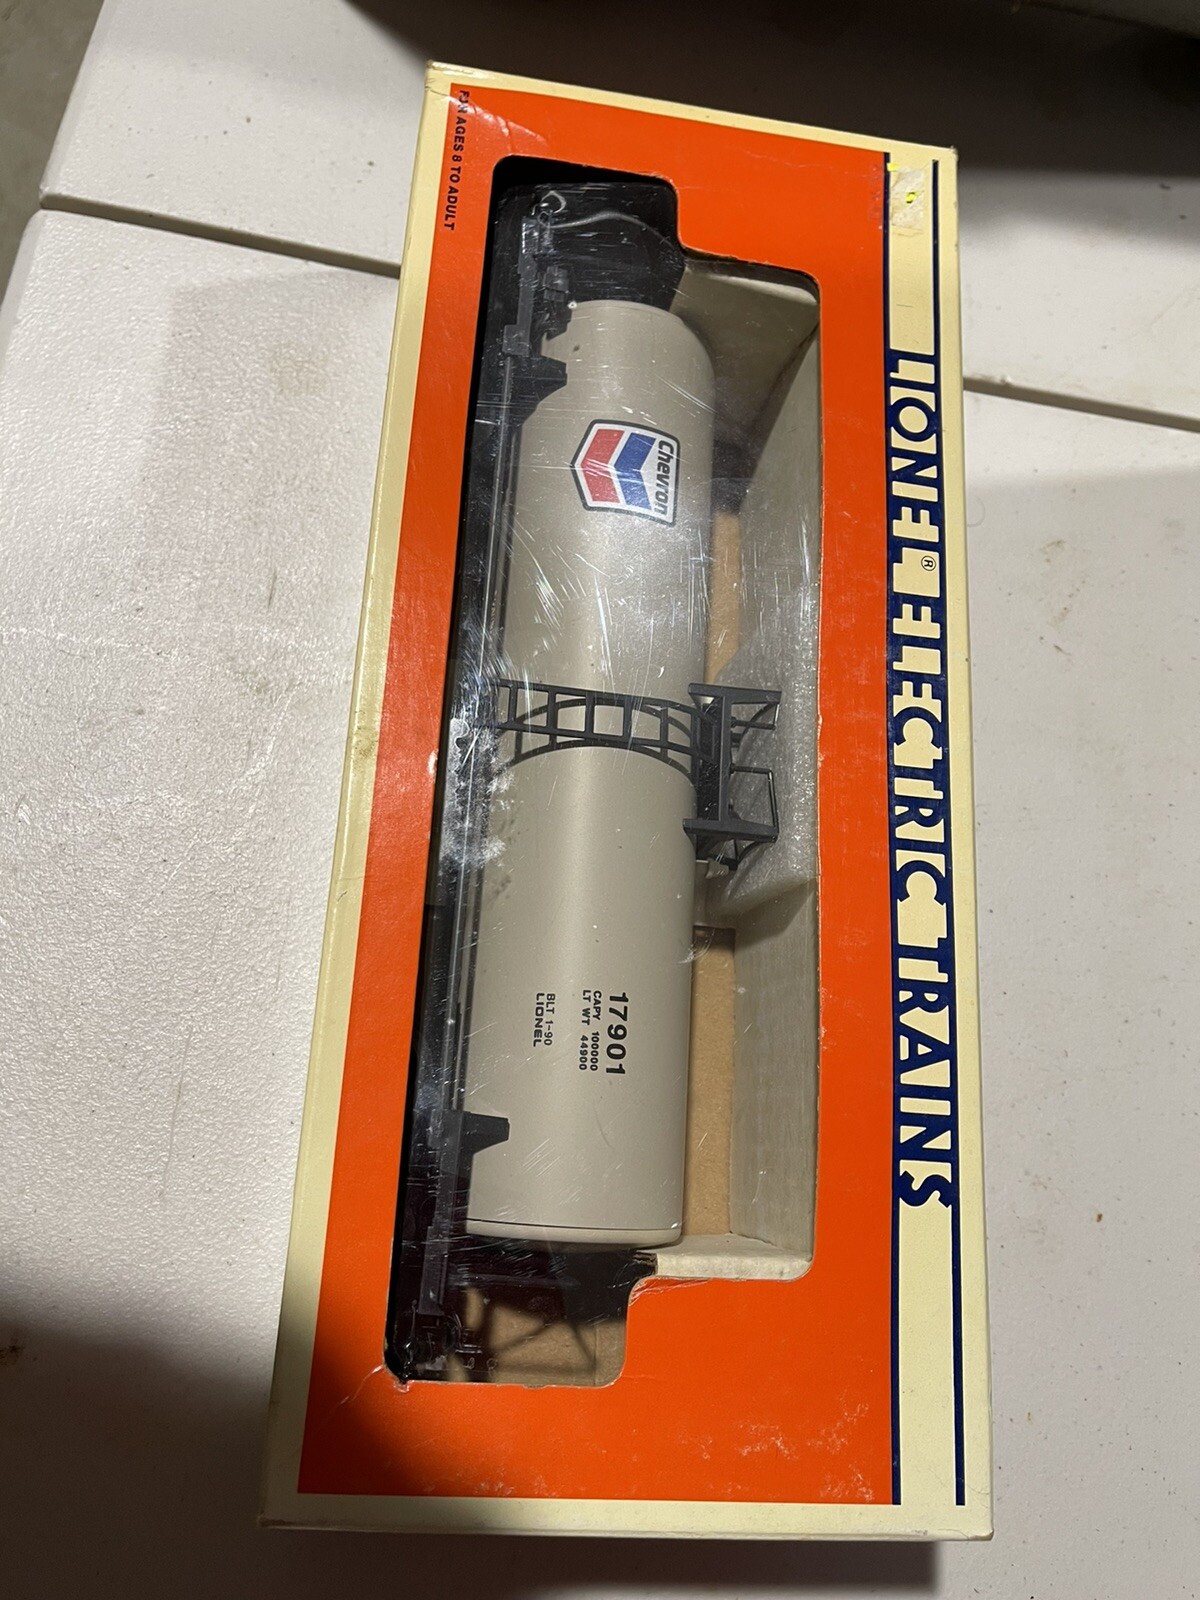 FOR AGES 8 TO ADULT
LIONEL® ELECTRIC TRAINS
Chevron
17901
CAPY 100000
LT WT 44900
BLT 1-90
LIONEL